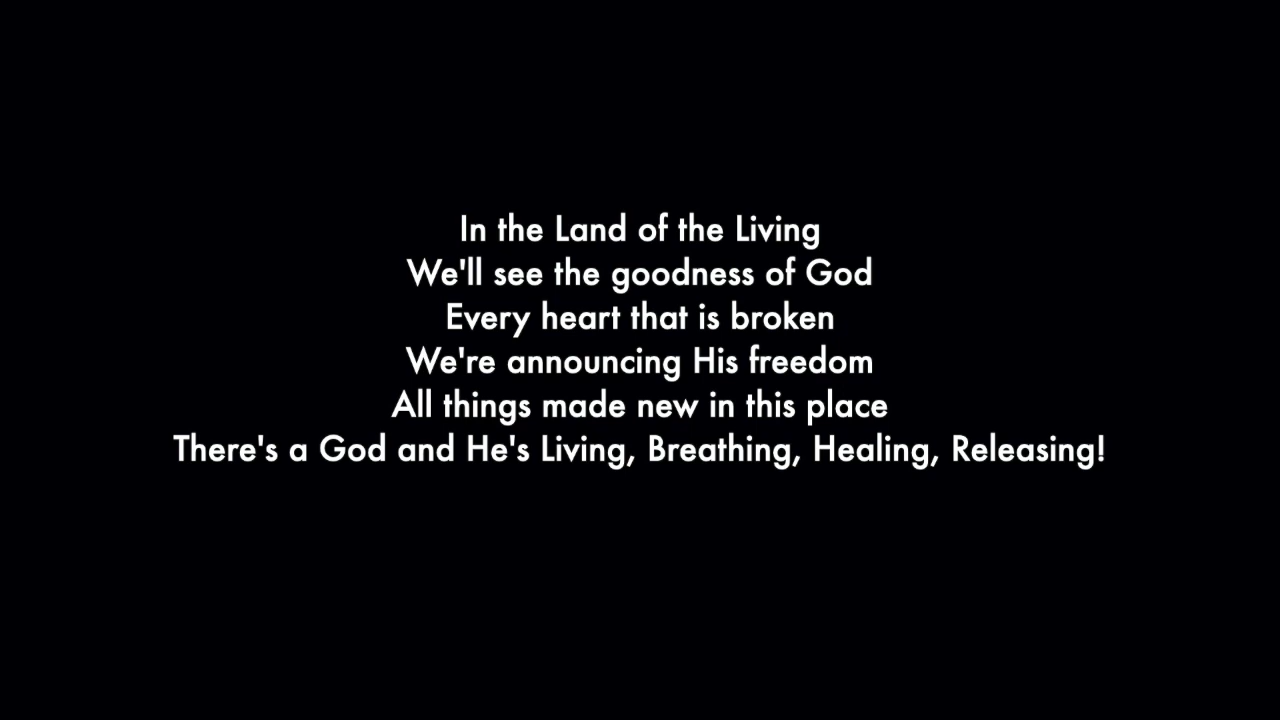 In the Land of the Living
We'll see the goodness of God
Every heart that is broken
We're announcing His freedom
All things made new in this place
There's a God and He's Living, Breathing, Healing, Releasing!